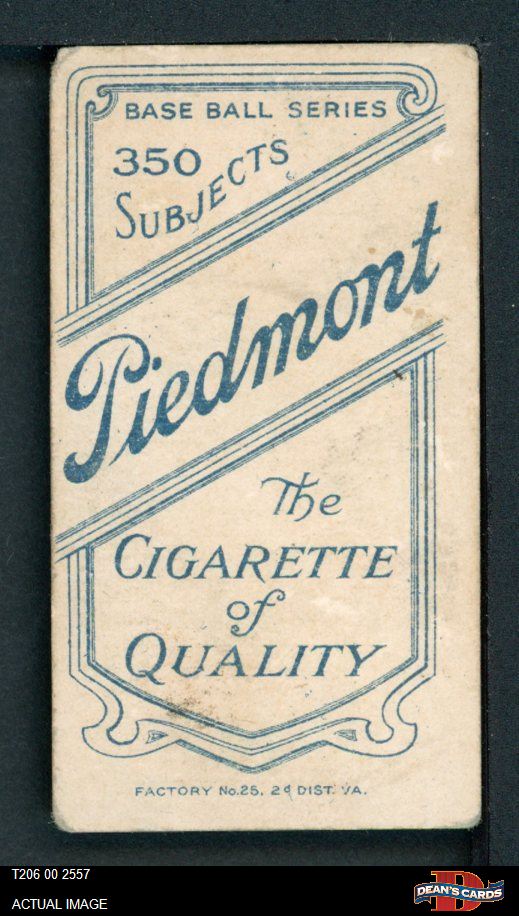 BASE BALL SERIES
350
SUBJECTS
Piedmont
The
CIGARETTE
of
QUALITY
FACTORY No.25, 2d DIST. VA.
T206 00 2557
ACTUAL IMAGE
DEAN'S CARDS